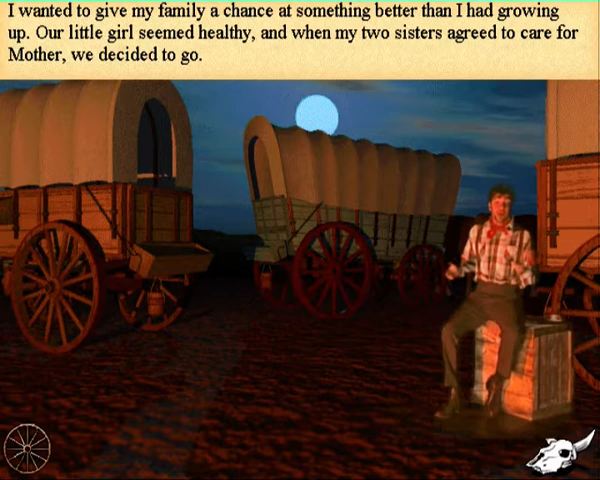 I wanted to give my family a chance at something better than I had growing
up. Our little girl seemed healthy, and when my two sisters agreed to care for
Mother, we decided to go.